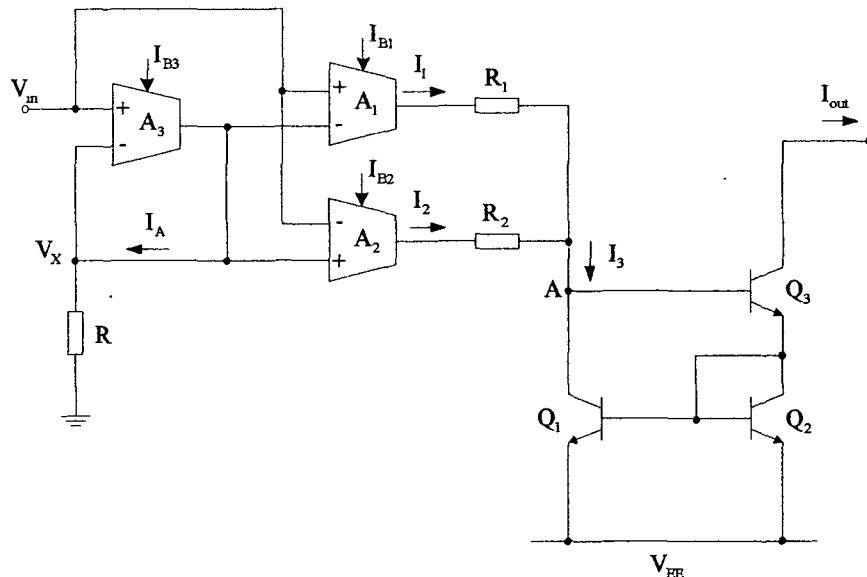 V_in
I_B3
+
-
A_3
I_B1
+
-
A_1
I_1
R_1
I_B2
-
+
A_2
I_2
R_2
I_A
V_X
R
I_3
A
I_out
Q_3
Q_1
Q_2
V_EE